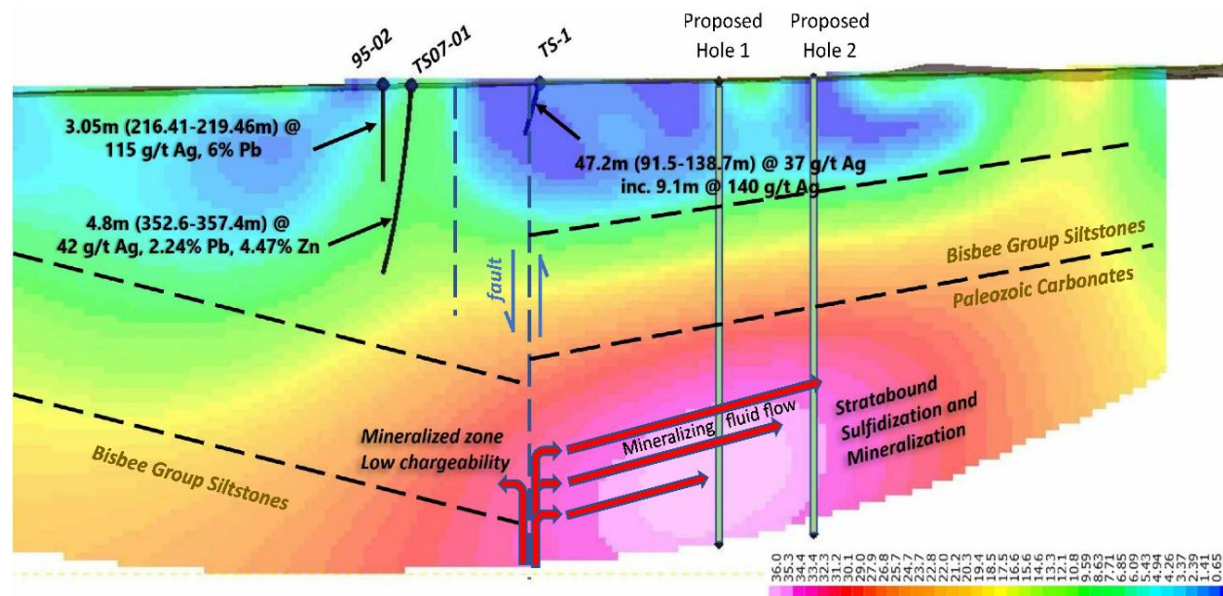 95-02
TS07-01
TS-1
Proposed
Hole 1
Proposed
Hole 2
3.05m (216.41-219.46m) @
115 g/t Ag, 6% Pb
47.2m (91.5-138.7m) @ 37 g/t Ag
inc. 9.1m @ 140 g/t Ag
4.8m (352.6-357.4m) @
42 g/t Ag, 2.24% Pb, 4.47% Zn
fault
Bisbee Group Siltstones
Paleozoic Carbonates
Mineralized zone
Low chargeability
Mineralizing fluid flow
Stratabound
Sulfidization and
Mineralization
Bisbee Group Siltstones
36.0
35.3
34.4
33.4
32.3
31.2
30.1
29.0
27.9
26.8
25.7
24.7
23.7
22.8
22.0
21.2
20.3
19.4
18.5
17.5
16.6
15.6
14.6
13.3
12.1
10.8
9.59
8.63
7.71
6.85
6.09
5.43
4.94
4.26
3.37
2.39
1.41
0.65